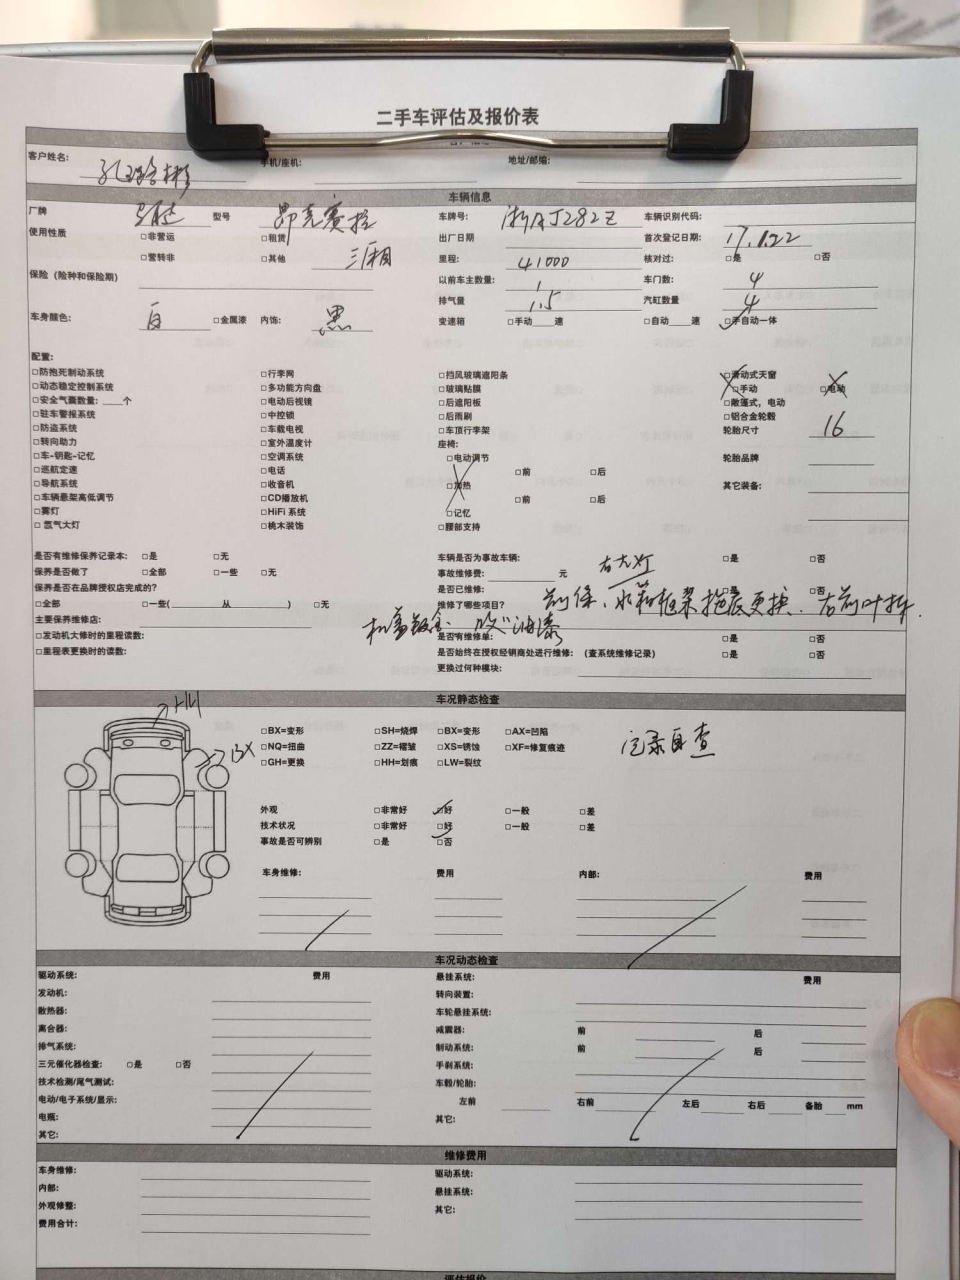 二手车评估及报价表
客户姓名: 手机/座机: 地址/邮编:
车辆信息
厂牌 马自达 型号 昂克赛拉 车牌号: 车辆识别代码:
使用性质 □非营运 □租赁 出厂日期 首次登记日期: 17.1.22
□营转非 □其他 三厢 里程: 41000 核对过: □是 □否
保险（险种和保险期） 以前车主数量: 1 车门数: 4
排气量 1.5 汽缸数量 4
车身颜色: 白 □金属漆 内饰: 黑 变速箱 □手动 速 □自动 速 □手自动一体
配置:
□防抱死制动系统 □行李网 □挡风玻璃遮阳条 □滑动式天窗
□动态稳定控制系统 □多功能方向盘 □玻璃贴膜 □手动 □电动
□安全气囊数量: 个 □电动后视镜 □后遮阳板 □敞篷式，电动
□驻车警报系统 □中控锁 □后雨刷 □铝合金轮毂
□防盗系统 □车载电视 □车顶行李架 轮胎尺寸 16
□转向助力 □室外温度计 座椅:
□车-钥匙-记忆 □空调系统 □电动调节 轮胎品牌
□巡航定速 □电话 □前 □后
□导航系统 □收音机 □加热 其它装备:
□车辆悬架高低调节 □CD播放机 □前 □后
□雾灯 □HiFi 系统 □记忆
□氙气大灯 □桃木装饰 □腰部支持
是否有维修保养记录本: □是 □无 车辆是否为事故车辆: □是 □否
保养是否做了 □全部 □一些 □无 事故维修费: 元 右大灯
保养是否在品牌授权店完成的? 是否已维修: □是 □否
□全部 □一些( 从 ) □无 维修了哪些项目? 前保、水箱框架拖底更换、右前叶拆
主要保养维修店: 机盖钣金 油漆
□发动机大修时的里程读数: 是否有维修单: □是 □否
□里程表更换时的读数: 是否始终在授权经销商处进行维修:（查系统维修记录） □是 □否
更换过何种模块:
车况静态检查
HH
BX
□BX=变形 □SH=烧焊 □BX=变形 □AX=凹陷
□NQ=扭曲 □ZZ=褶皱 □XS=锈蚀 □XF=修复痕迹
□GH=更换 □HH=划痕 □LW=裂纹
记录自查
外观 □非常好 □好 □一般 □差
技术状况 □非常好 □好 □一般 □差
事故是否可辨别 □是 □否
车身维修: 费用 内部: 费用
车况动态检查
驱动系统: 费用 悬挂系统: 费用
发动机: 转向装置:
散热器: 车轮悬挂系统:
离合器: 减震器: 前 后
排气系统: 制动系统: 前 后
三元催化器检查: □是 □否 手刹系统:
技术检测/尾气测试: 车毂/轮胎:
电动/电子系统/显示: 左前 右前 左后 右后 备胎 mm
电瓶: 其它:
其它:
维修费用
车身维修: 驱动系统:
内部: 悬挂系统:
外观修整: 其它:
费用合计:
评估报价